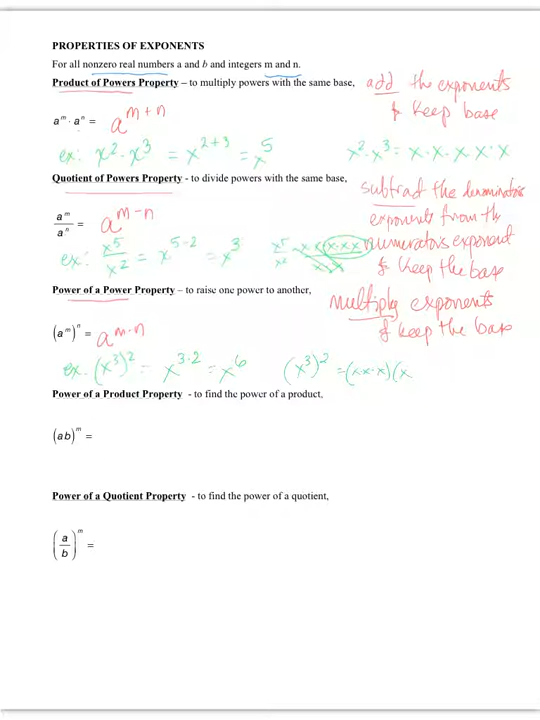 PROPERTIES OF EXPONENTS
For all nonzero real numbers a and b and integers m and n.
Product of Powers Property – to multiply powers with the same base, add the exponents
& Keep base
a^m · a^n = a^(m+n)
ex: x^2 · x^3 = x^(2+3) = x^5 x^2 · x^3 = x · x · x · x · x
Quotient of Powers Property - to divide powers with the same base, subtract the denominators
exponents from the
numerators exponent
& Keep the base
a^m / a^n = a^(m-n)
ex: x^5 / x^2 = x^(5-2) = x^3 x^5 / x^2
Power of a Power Property – to raise one power to another, multiply exponents
& keep the base
(a^m)^n = a^(m·n)
ex. (x^3)^2 = x^(3·2) = x^6 (x^3)^2 = (x·x·x)(x
Power of a Product Property - to find the power of a product,
(ab)^m =
Power of a Quotient Property - to find the power of a quotient,
(a/b)^m =